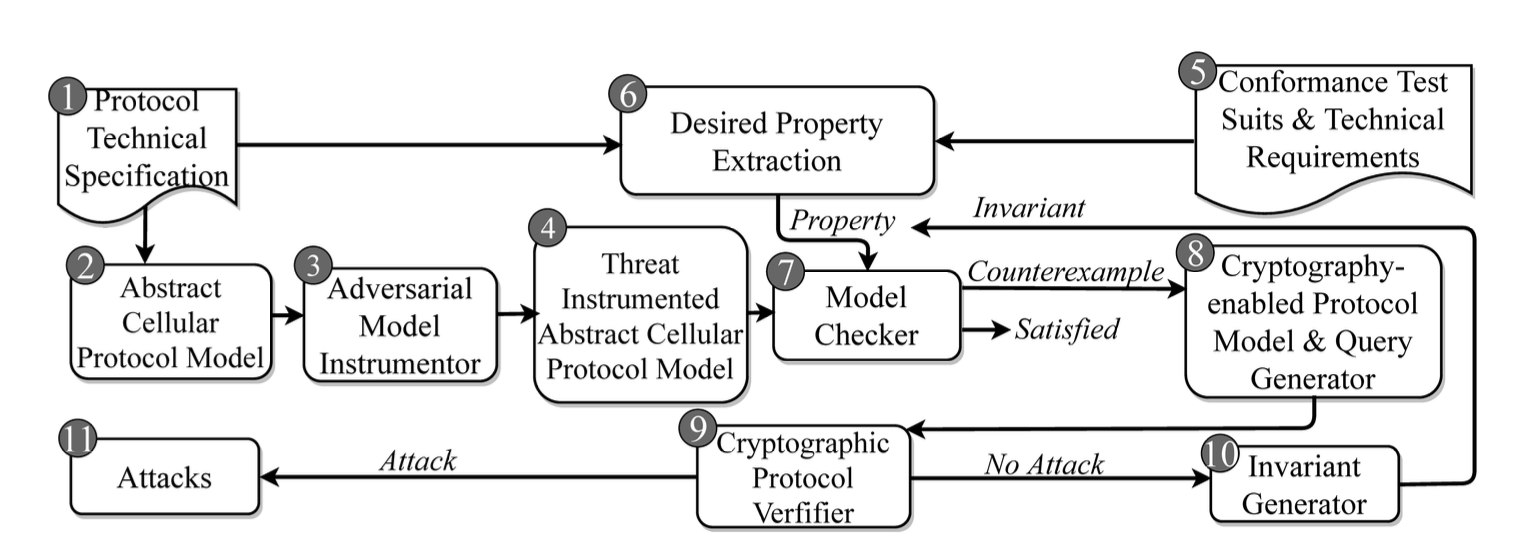 1
Protocol
Technical
Specification
6
Desired Property
Extraction
5
Conformance Test
Suits & Technical
Requirements
2
Abstract
Cellular
Protocol Model
3
Adversarial
Model
Instrumentor
4
Threat
Instrumented
Abstract Cellular
Protocol Model
Property
Invariant
7
Model
Checker
Counterexample
Satisfied
8
Cryptography-
enabled Protocol
Model & Query
Generator
11
Attacks
Attack
9
Cryptographic
Protocol
Verfifier
No Attack
10
Invariant
Generator